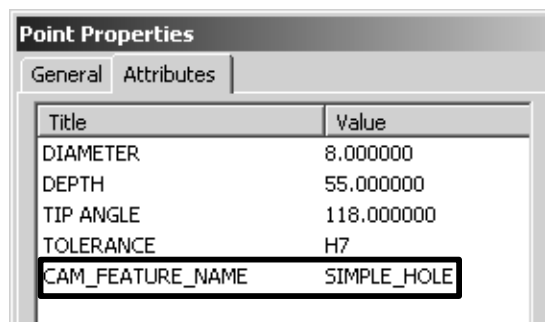 Point Properties
General Attributes
Title Value
DIAMETER 8.000000
DEPTH 55.000000
TIP ANGLE 118.000000
TOLERANCE H7
CAM_FEATURE_NAME SIMPLE_HOLE